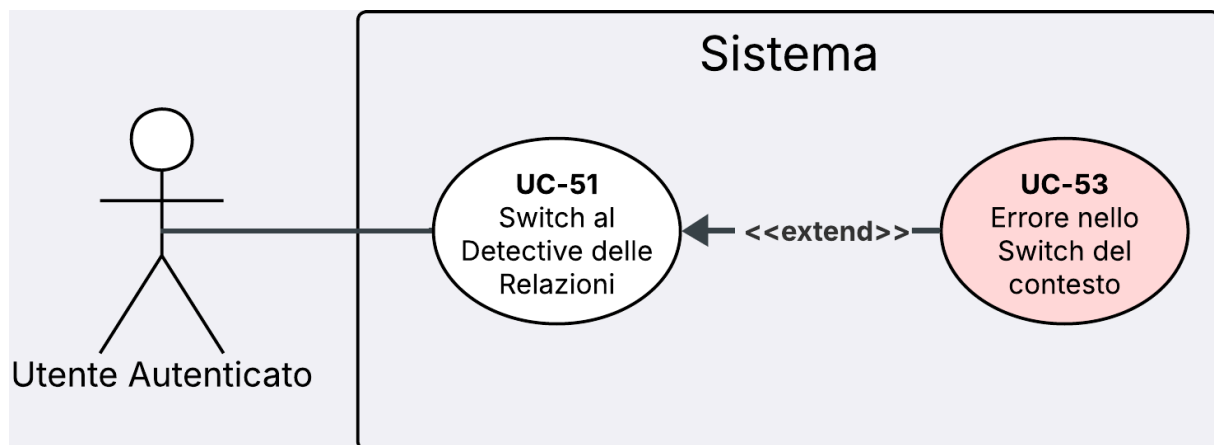 Sistema
UC-51
Switch al
Detective delle
Relazioni
<<extend>>
UC-53
Errore nello
Switch del
contesto
Utente Autenticato